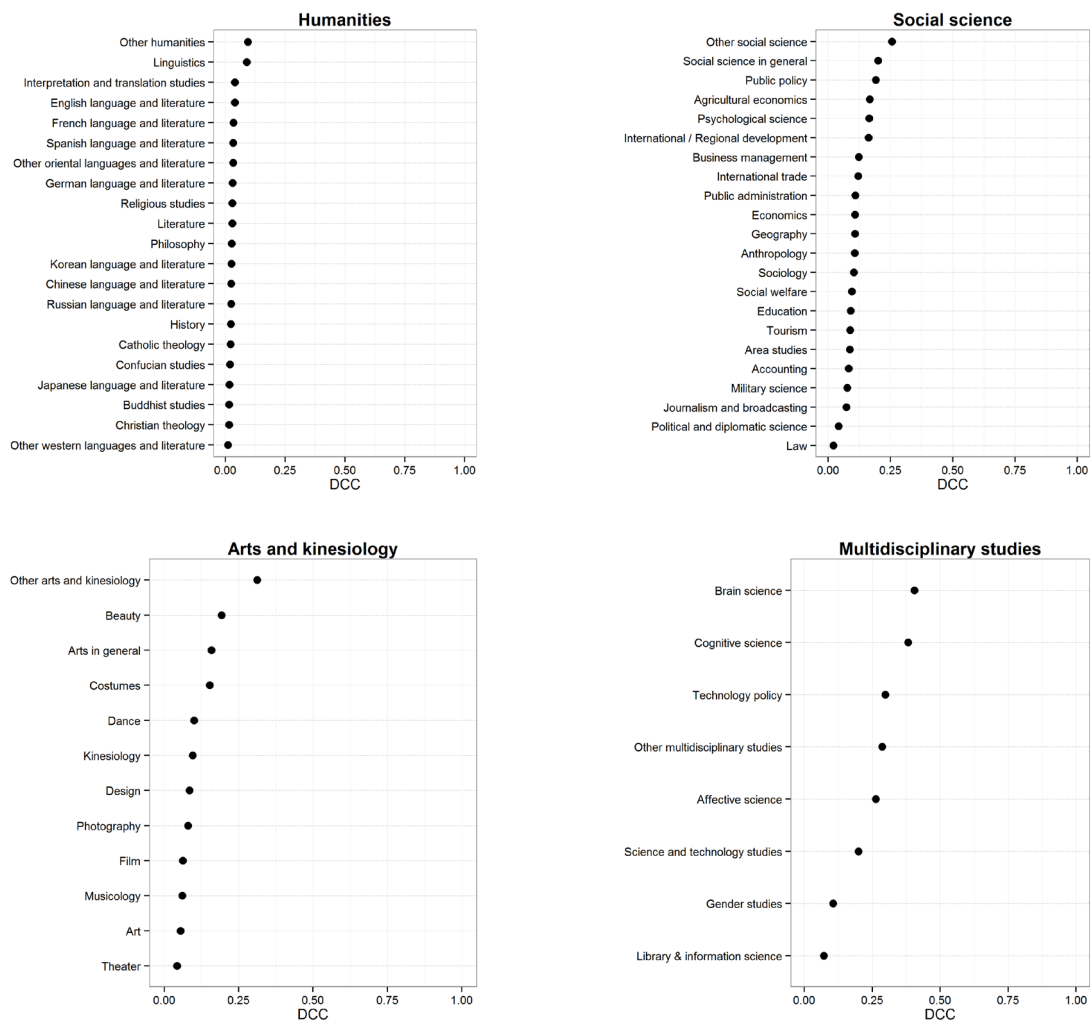 Humanities
Other humanities
Linguistics
Interpretation and translation studies
English language and literature
French language and literature
Spanish language and literature
Other oriental languages and literature
German language and literature
Religious studies
Literature
Philosophy
Korean language and literature
Chinese language and literature
Russian language and literature
History
Catholic theology
Confucian studies
Japanese language and literature
Buddhist studies
Christian theology
Other western languages and literature
0.00 0.25 0.50 0.75 1.00
DCC
Social science
Other social science
Social science in general
Public policy
Agricultural economics
Psychological science
International / Regional development
Business management
International trade
Public administration
Economics
Geography
Anthropology
Sociology
Social welfare
Education
Tourism
Area studies
Accounting
Military science
Journalism and broadcasting
Political and diplomatic science
Law
0.00 0.25 0.50 0.75 1.00
DCC
Arts and kinesiology
Other arts and kinesiology
Beauty
Arts in general
Costumes
Dance
Kinesiology
Design
Photography
Film
Musicology
Art
Theater
0.00 0.25 0.50 0.75 1.00
DCC
Multidisciplinary studies
Brain science
Cognitive science
Technology policy
Other multidisciplinary studies
Affective science
Science and technology studies
Gender studies
Library & information science
0.00 0.25 0.50 0.75 1.00
DCC